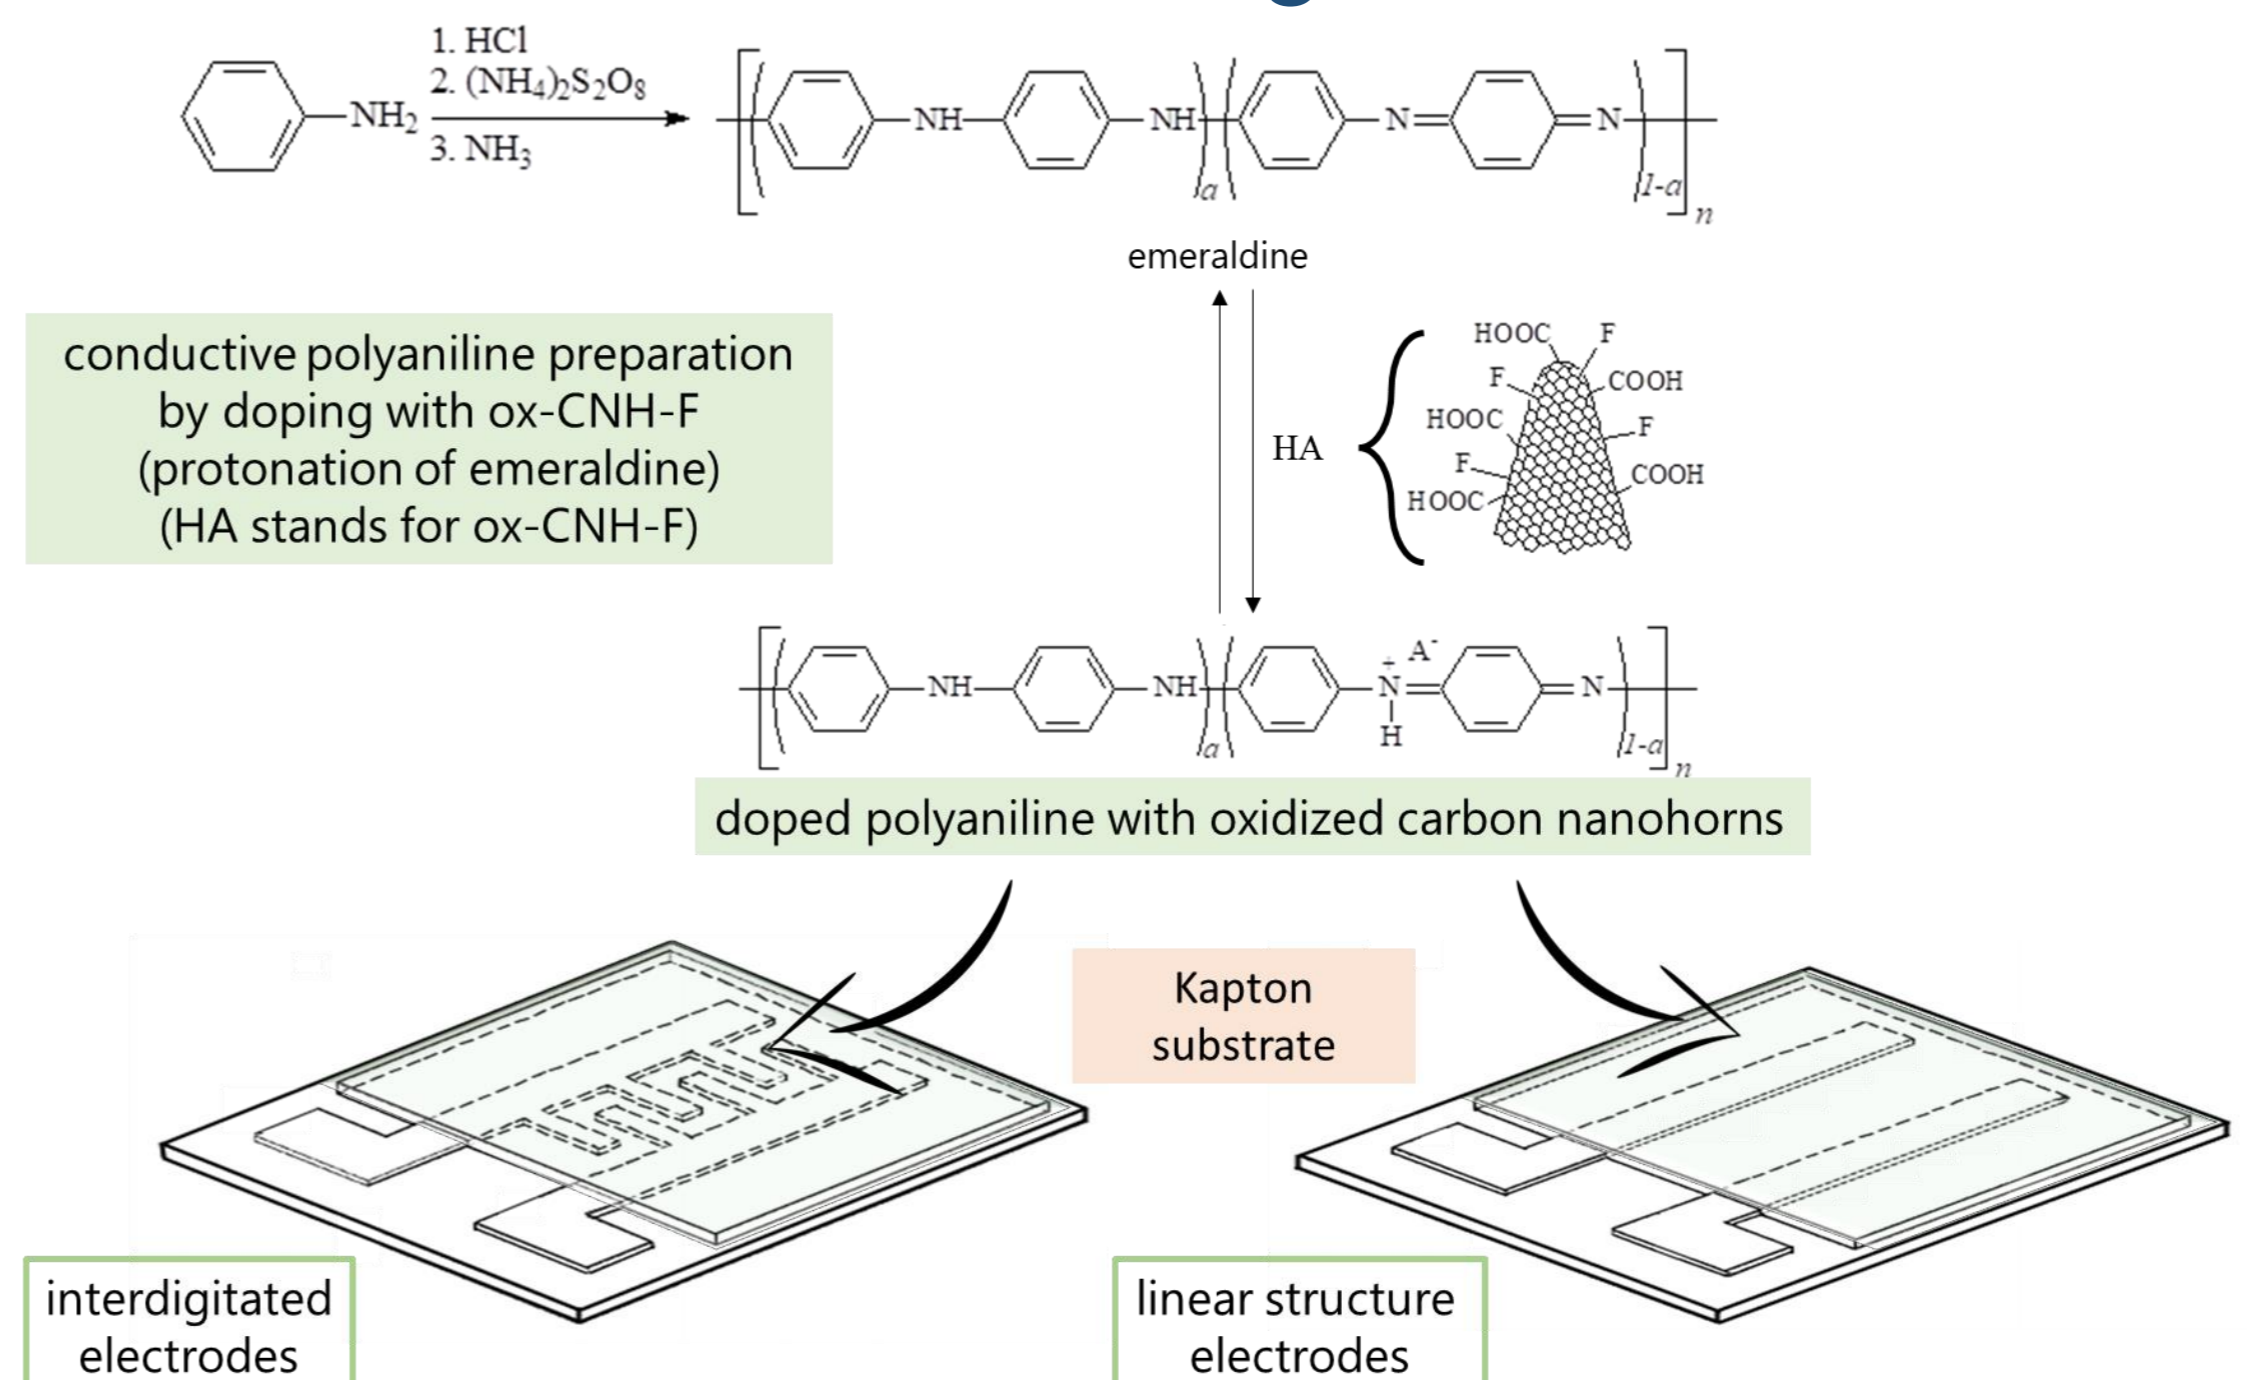 1. HCl
2. (NH4)2S2O8
3. NH3
NH2
NH
NH
a
N
N
1-a
n
emeraldine
conductive polyaniline preparation
by doping with ox-CNH-F
(protonation of emeraldine)
(HA stands for ox-CNH-F)
HA
HOOC
F
F
COOH
HOOC
F
F
COOH
HOOC
NH
NH
a
+
A-
N
H
N
1-a
n
doped polyaniline with oxidized carbon nanohorns
Kapton
substrate
interdigitated
electrodes
linear structure
electrodes